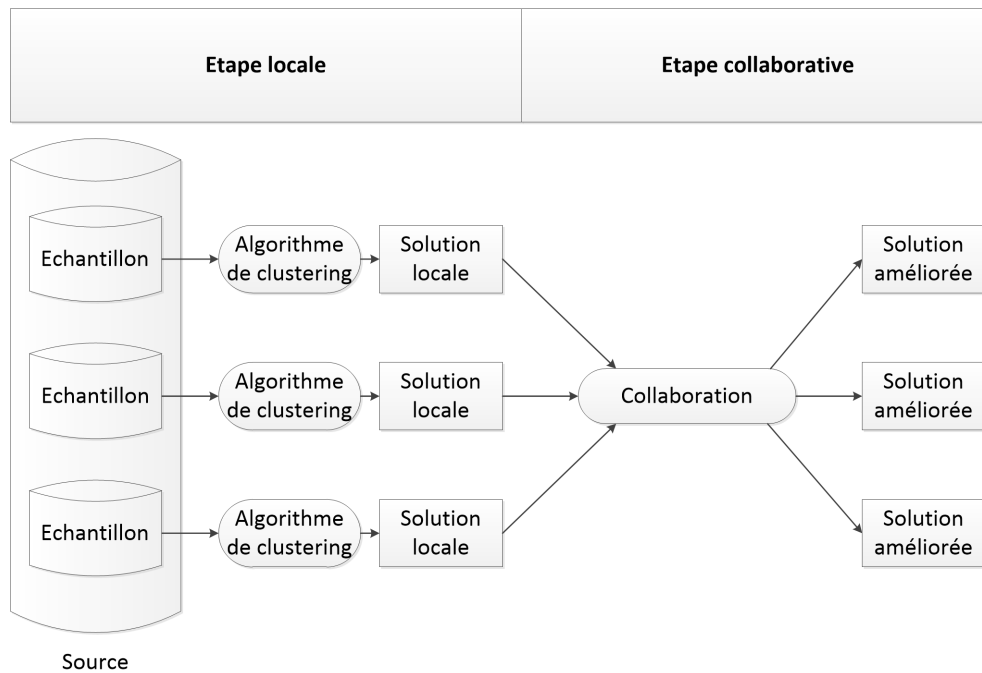 Etape locale
Etape collaborative
Echantillon
Algorithme
de clustering
Solution
locale
Solution
améliorée
Echantillon
Algorithme
de clustering
Solution
locale
Collaboration
Solution
améliorée
Echantillon
Algorithme
de clustering
Solution
locale
Solution
améliorée
Source